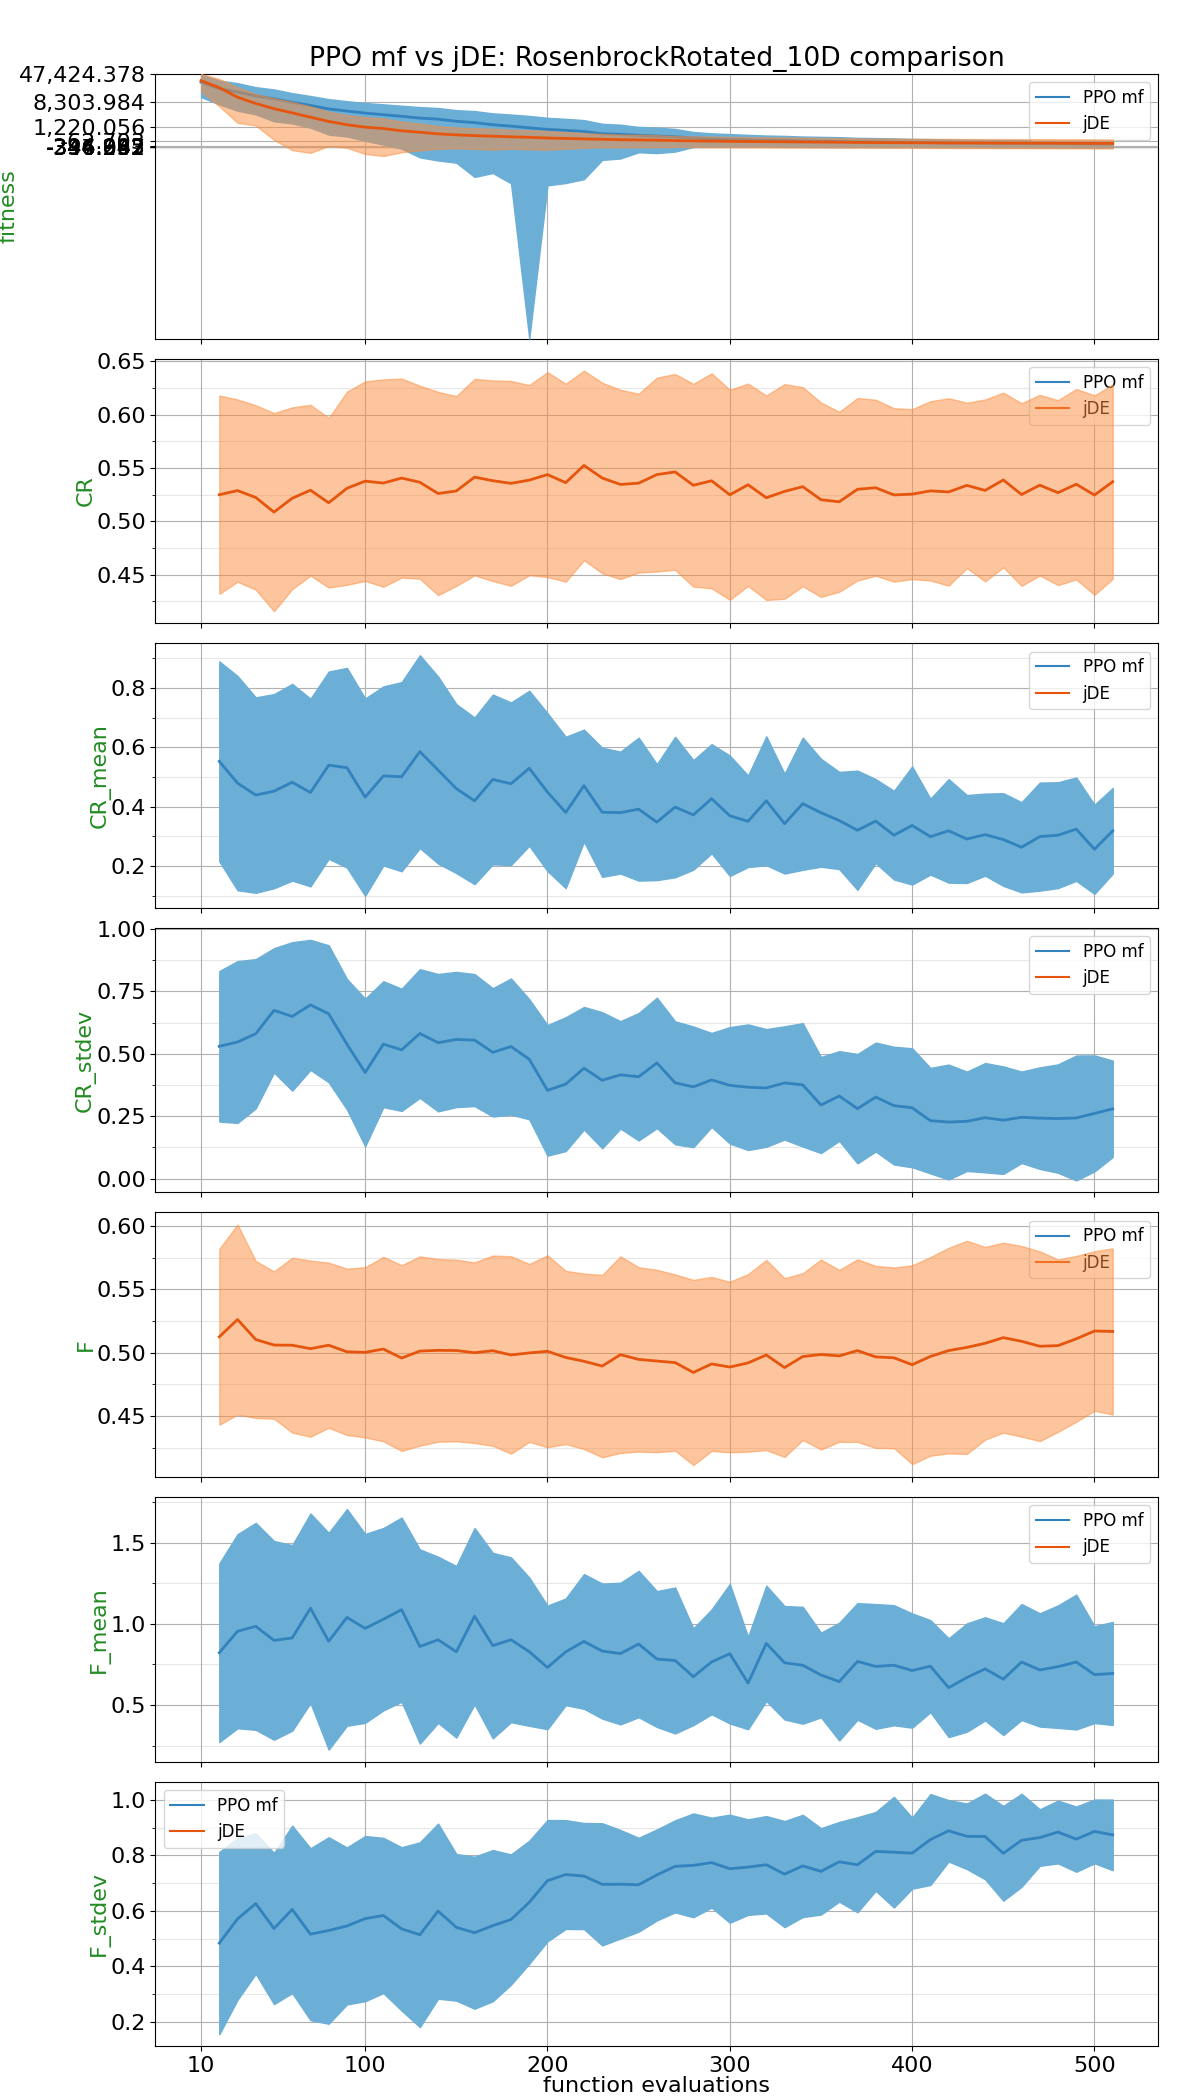 PPO mf vs jDE: RosenbrockRotated_10D comparison
47,424.378
8,303.984
1,220.056
fitness
PPO mf
jDE
0.65
0.60
0.55
0.50
0.45
CR
PPO mf
jDE
0.8
0.6
0.4
0.2
CR_mean
PPO mf
jDE
1.00
0.75
0.50
0.25
0.00
CR_stdev
PPO mf
jDE
0.60
0.55
0.50
0.45
F
PPO mf
jDE
1.5
1.0
0.5
F_mean
PPO mf
jDE
1.0
0.8
0.6
0.4
0.2
F_stdev
PPO mf
jDE
10 100 200 300 400 500
function evaluations